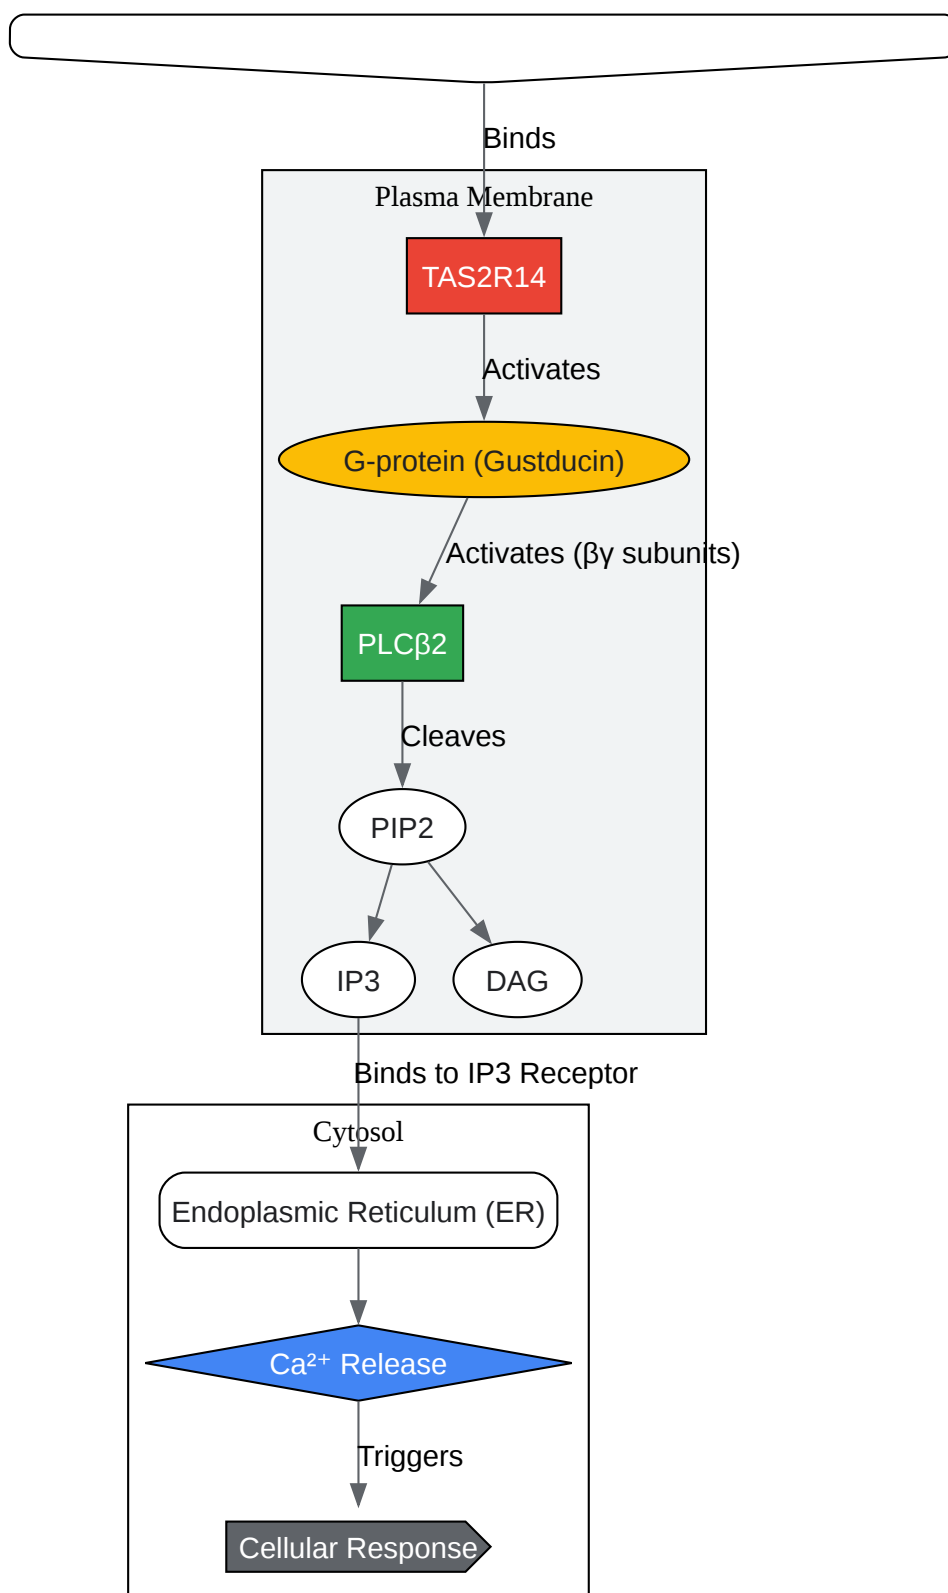 Binds
Plasma Membrane
TAS2R14
Activates
G-protein (Gustducin)
Activates (βγ subunits)
PLCβ2
Cleaves
PIP2
IP3
DAG
Binds to IP3 Receptor
Cytosol
Endoplasmic Reticulum (ER)
Ca²⁺ Release
Triggers
Cellular Response